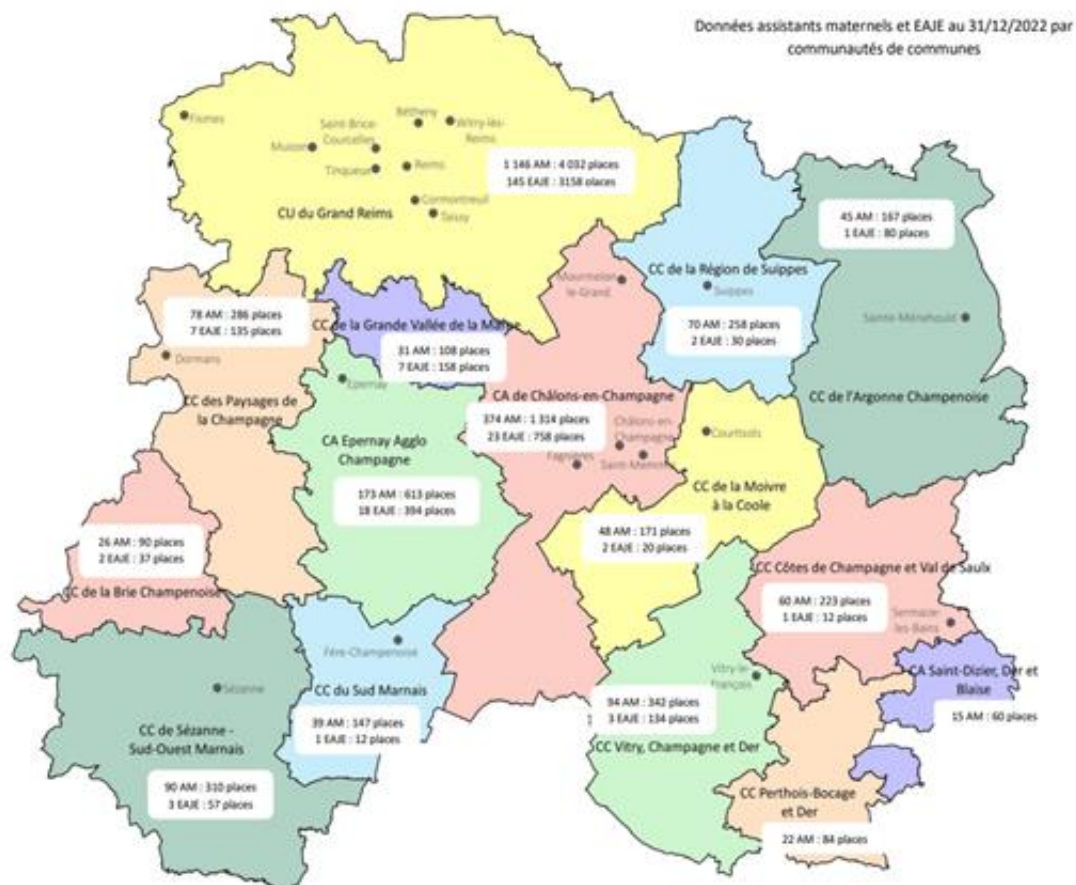 Données assistants maternels et EAJE au 31/12/2022 par
communautés de communes
Fismes
Bétheny
Witry-lès-
Reims
Saint-Brice-
Courcelles
Muizon
Tinqueux
Reims
1 146 AM : 4 032 places
145 EAJE : 3158 places
Cormontreuil
Taissy
CU du Grand Reims
45 AM : 167 places
1 EAJE : 80 places
Mourmelon-
le-Grand
CC de la Région de Suippes
Suippes
Sainte-Ménehould
78 AM : 286 places
7 EAJE : 135 places
CC de la Grande Vallée de la Marne
70 AM : 258 places
2 EAJE : 30 places
31 AM : 108 places
7 EAJE : 158 places
Dormans
Epernay
CC des Paysages de
la Champagne
CA de Châlons-en-Champagne
CC de l'Argonne Champenoise
374 AM : 1 314 places
23 EAJE : 758 places
Châlons-en-
Champagne
Fagnières
Saint-Memmie
Courtisols
CA Epernay Agglo
Champagne
173 AM : 613 places
18 EAJE : 394 places
CC de la Moivre
à la Coole
48 AM : 171 places
2 EAJE : 20 places
26 AM : 90 places
2 EAJE : 37 places
CC de la Brie Champenoise
CC Côtes de Champagne et Val de Saulx
60 AM : 223 places
1 EAJE : 12 places
Sermaize-
les-Bains
Fère-Champenoise
Sézanne
CC du Sud Marnais
39 AM : 147 places
1 EAJE : 12 places
Vitry-le-
François
CA Saint-Dizier, Der et
Blaise
15 AM : 60 places
94 AM : 342 places
3 EAJE : 134 places
CC Vitry, Champagne et Der
CC de Sézanne -
Sud-Ouest Marnais
90 AM : 310 places
3 EAJE : 57 places
CC Perthois-Bocage
et Der
22 AM : 84 places